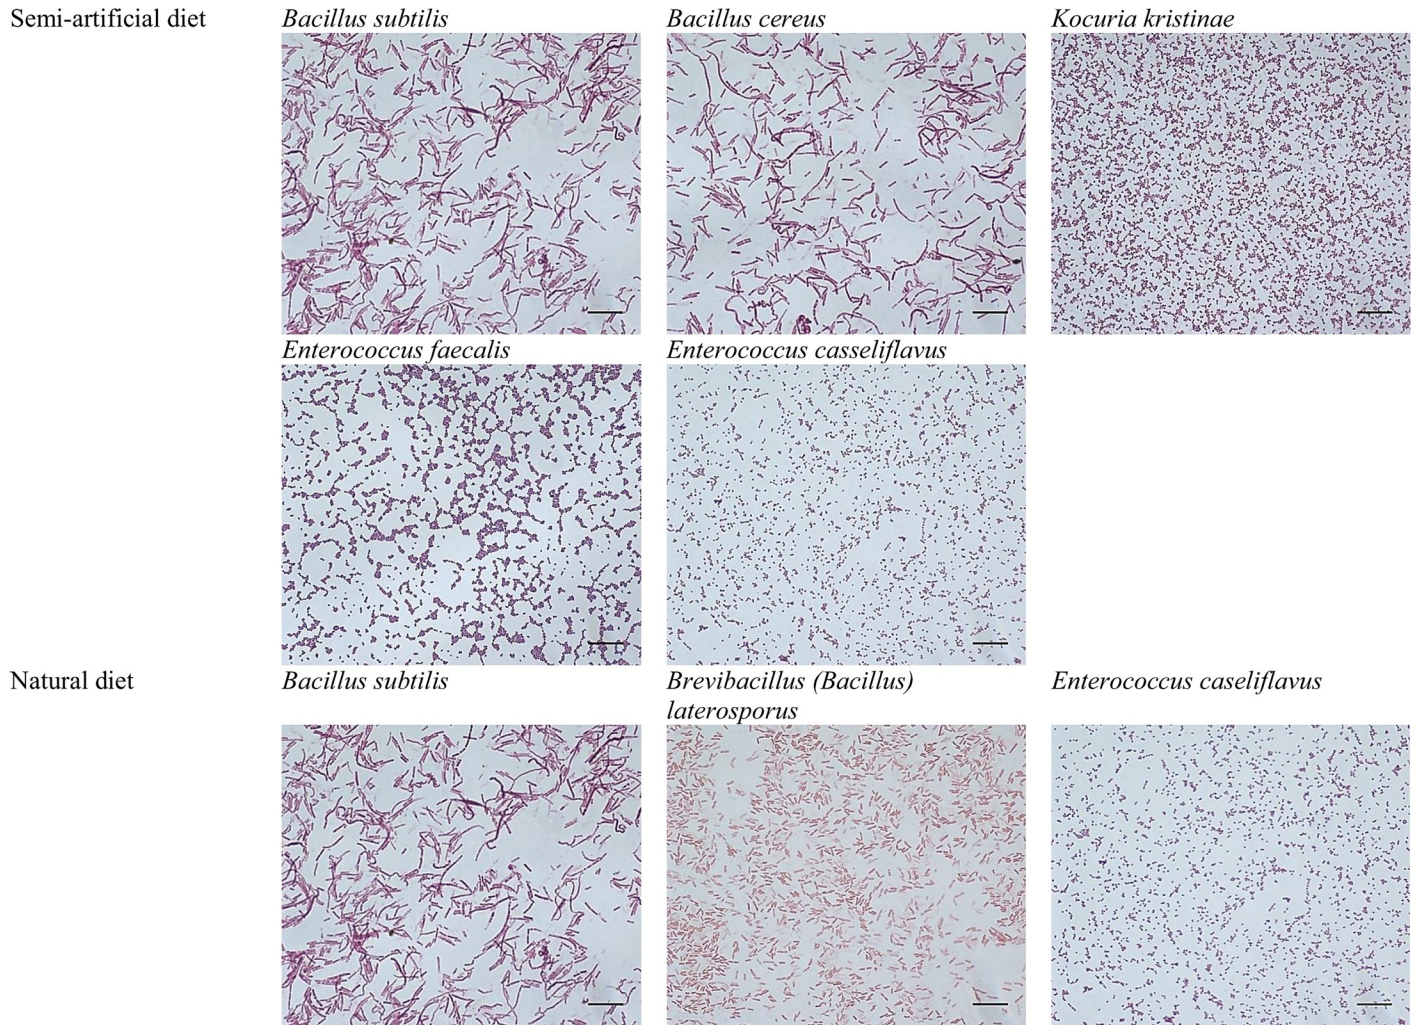 Semi-artificial diet
Bacillus subtilis
Bacillus cereus
Kocuria kristinae
Enterococcus faecalis
Enterococcus casseliflavus
Natural diet
Bacillus subtilis
Brevibacillus (Bacillus)
laterosporus
Enterococcus caseliflavus